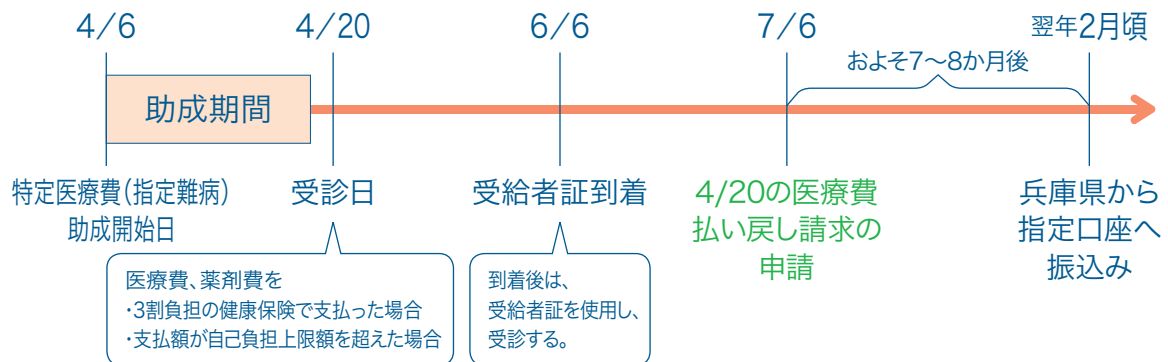 4/6
4/20
6/6
7/6
翌年2月頃
およそ7〜8か月後
助成期間
特定医療費(指定難病)
助成開始日
受診日
受給者証到着
4/20の医療費
払い戻し請求の
申請
兵庫県から
指定口座へ
振込み
医療費、薬剤費を
・3割負担の健康保険で支払った場合
・支払額が自己負担上限額を超えた場合
到着後は、
受給者証を使用し、
受診する。